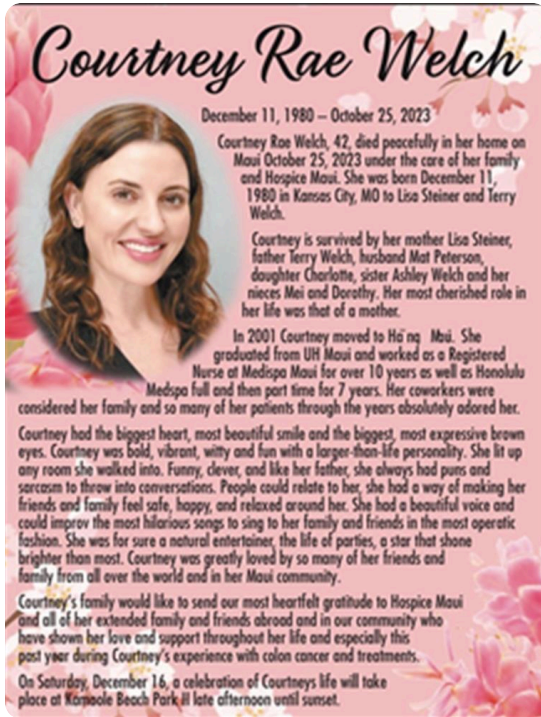 Courtney Rae Welch
December 11, 1980 – October 25, 2023
Courtney Rae Welch, 42, died peacefully in her home on
Maui October 25, 2023 under the care of her family
and Hospice Maui. She was born December 11,
1980 in Kansas City, MO to Lisa Steiner and Terry
Welch.
Courtney is survived by her mother Lisa Steiner,
father Terry Welch, husband Mat Peterson,
daughter Charlotte, sister Ashley Welch and her
nieces Mei and Dorothy. Her most cherished role in
her life was that of a mother.
In 2001 Courtney moved to She
graduated from UH Maui and worked as a Registered
Nurse at Medispa Maui for over 10 years as well as Honolulu
Medspa full and then part time for 7 years. Her coworkers were
considered her family and so many of her patients through the years absolutely adored her.
Courtney had the biggest heart, most beautiful smile and the biggest, most expressive brown
eyes. Courtney was bold, vibrant, witty and fun with a larger-than-life personality. She lit up
any room she walked into. Funny, clever, and like her father, she always had puns and
sarcasm to throw into conversations. People could relate to her, she had a way of making her
friends and family feel safe, happy, and relaxed around her. She had a beautiful voice and
could improv the most hilarious songs to sing to her family and friends in the most operatic
fashion. She was for sure a natural entertainer, the life of parties, a star that shone
brighter than most. Courtney was greatly loved by so many of her friends and
family from all over the world and in her Maui community.
Courtney's family would like to send our most heartfelt gratitude to Hospice Maui
and all of her extended family and friends abroad and in our community who
have shown her love and support throughout her life and especially this
past year during Courtney's experience with colon cancer and treatments.
On Saturday, December 16, a celebration of Courtneys life will take
place at Kamaole Beach Park II late afternoon until sunset.